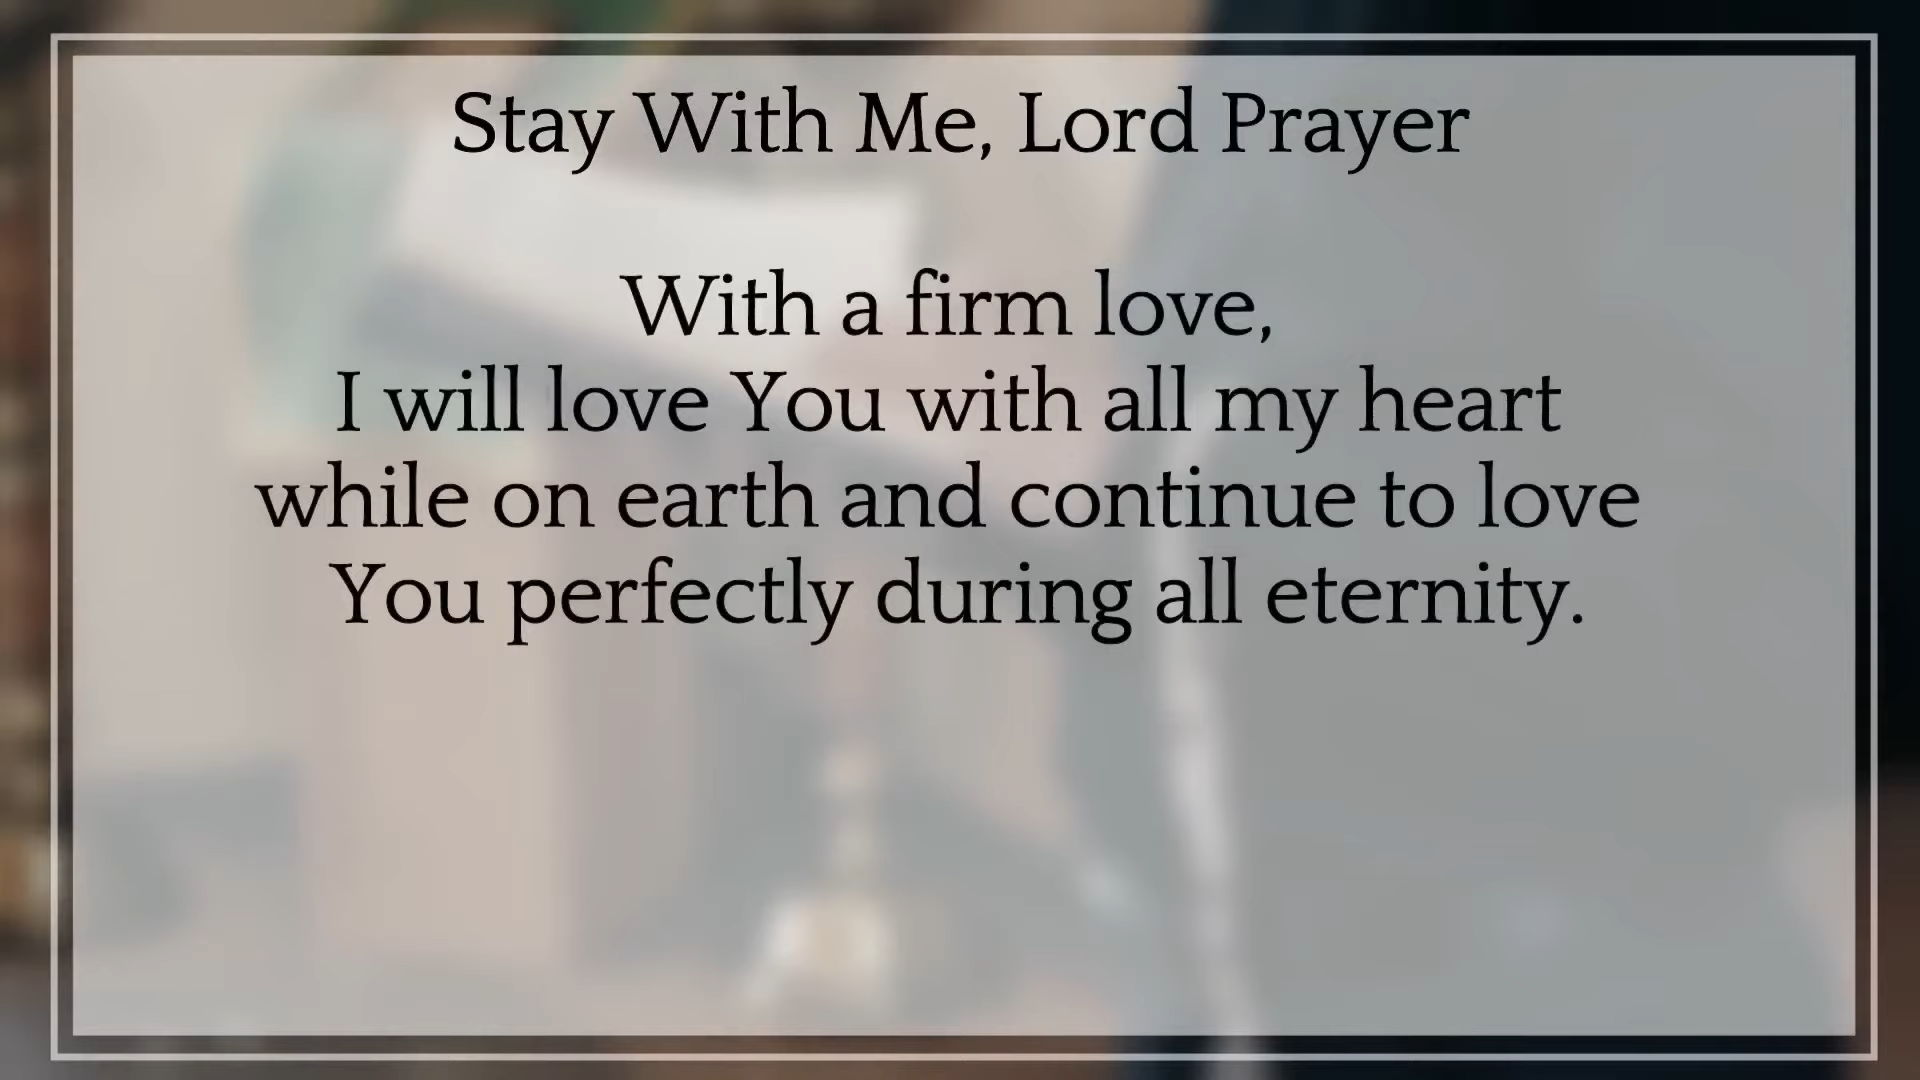 Stay With Me, Lord Prayer
With a firm love,
I will love You with all my heart
while on earth and continue to love
You perfectly during all eternity.